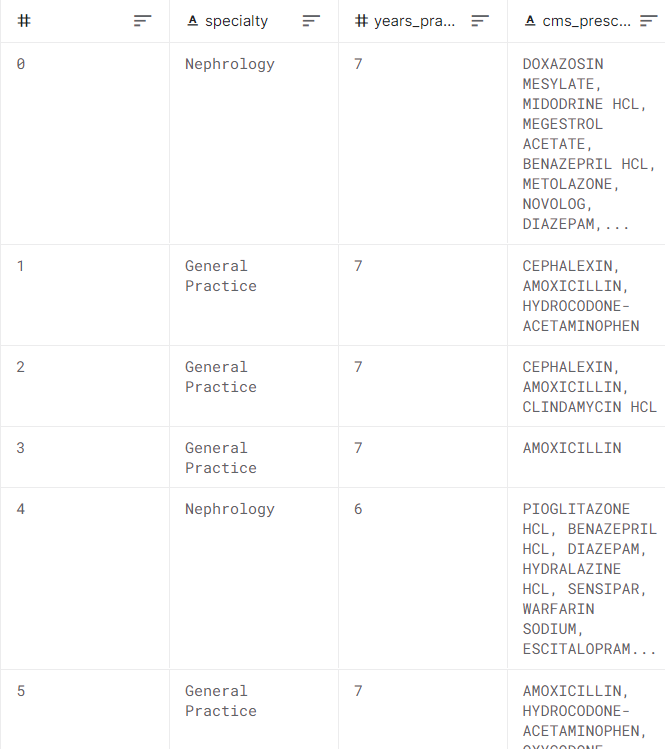 # specialty years_pra... cms_presc...
0 Nephrology 7 DOXAZOSIN
MESYLATE,
MIDODRINE HCL,
MEGESTROL
ACETATE,
BENAZEPRIL HCL,
METOLAZONE,
NOVOLOG,
DIAZEPAM,...
1 General 7 CEPHALEXIN,
Practice AMOXICILLIN,
HYDROCODONE-
ACETAMINOPHEN
2 General 7 CEPHALEXIN,
Practice AMOXICILLIN,
CLINDAMYCIN HCL
3 General 7 AMOXICILLIN
Practice
4 Nephrology 6 PIOGLITAZONE
HCL, BENAZEPRIL
HCL, DIAZEPAM,
HYDRALAZINE
HCL, SENSIPAR,
WARFARIN
SODIUM,
ESCITALOPRAM...
5 General 7 AMOXICILLIN,
Practice HYDROCODONE-
ACETAMINOPHEN,